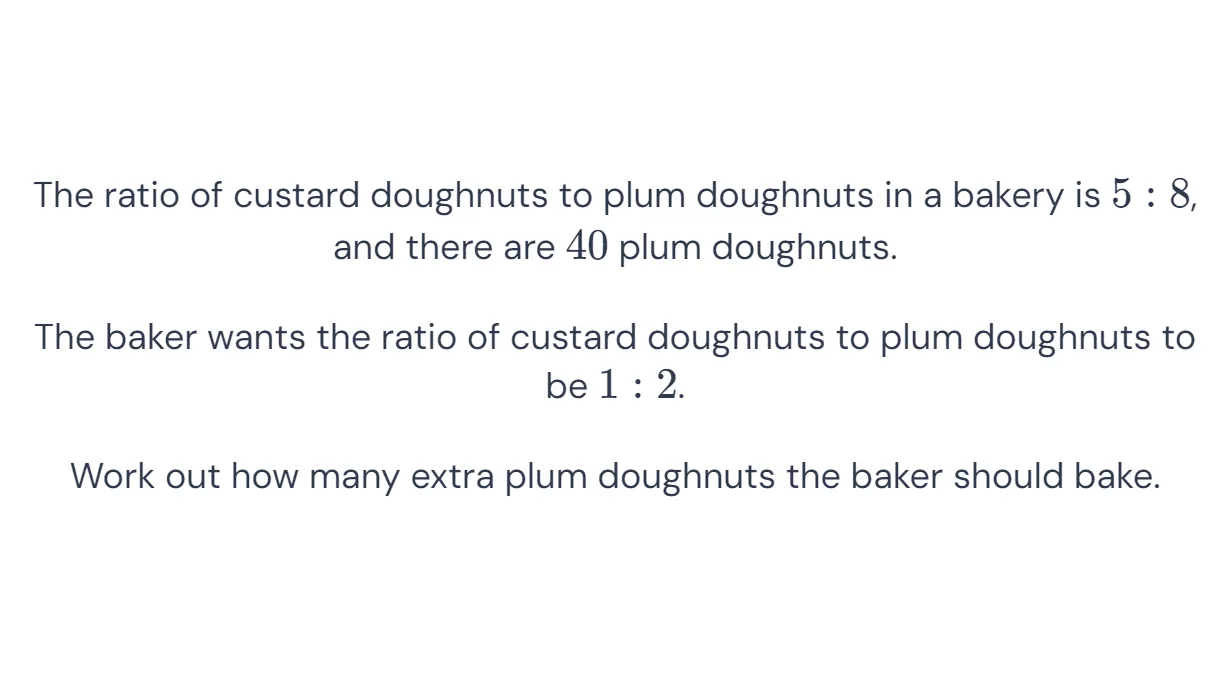 The ratio of custard doughnuts to plum doughnuts in a bakery is 5 : 8,
and there are 40 plum doughnuts.
The baker wants the ratio of custard doughnuts to plum doughnuts to
be 1 : 2.
Work out how many extra plum doughnuts the baker should bake.